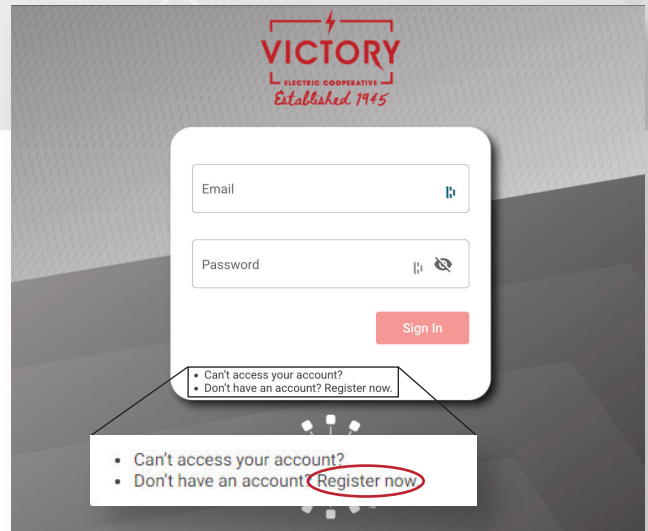 VICTORY
ELECTRIC COOPERATIVE
Established 1945
Email
Password
Sign In
• Can't access your account?
• Don't have an account? Register now.
• Can't access your account?
• Don't have an account? Register now.